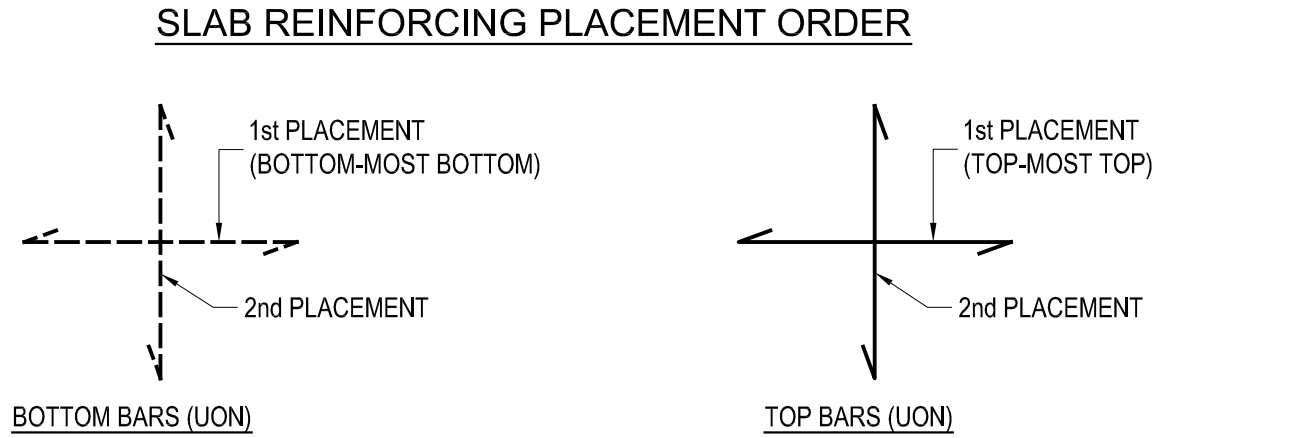 SLAB REINFORCING PLACEMENT ORDER
1st PLACEMENT
(BOTTOM-MOST BOTTOM)
2nd PLACEMENT
BOTTOM BARS (UON)
1st PLACEMENT
(TOP-MOST TOP)
2nd PLACEMENT
TOP BARS (UON)